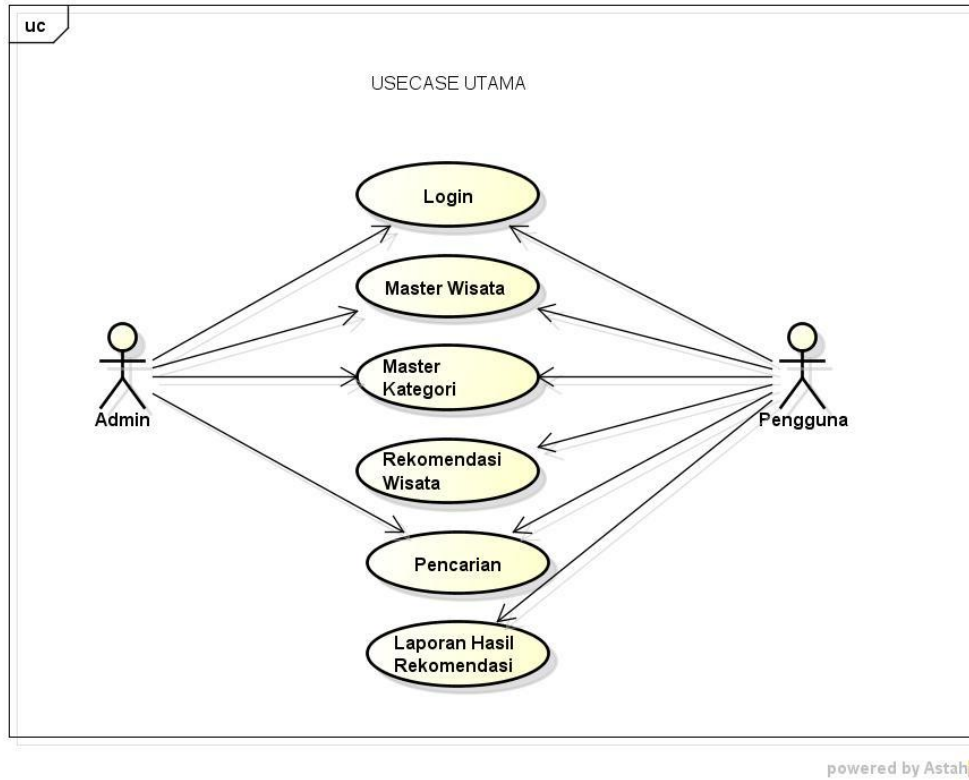 uc
USECASE UTAMA
Login
Master Wisata
Master
Kategori
Admin
Pengguna
Rekomendasi
Wisata
Pencarian
Laporan Hasil
Rekomendasi
powered by Astah